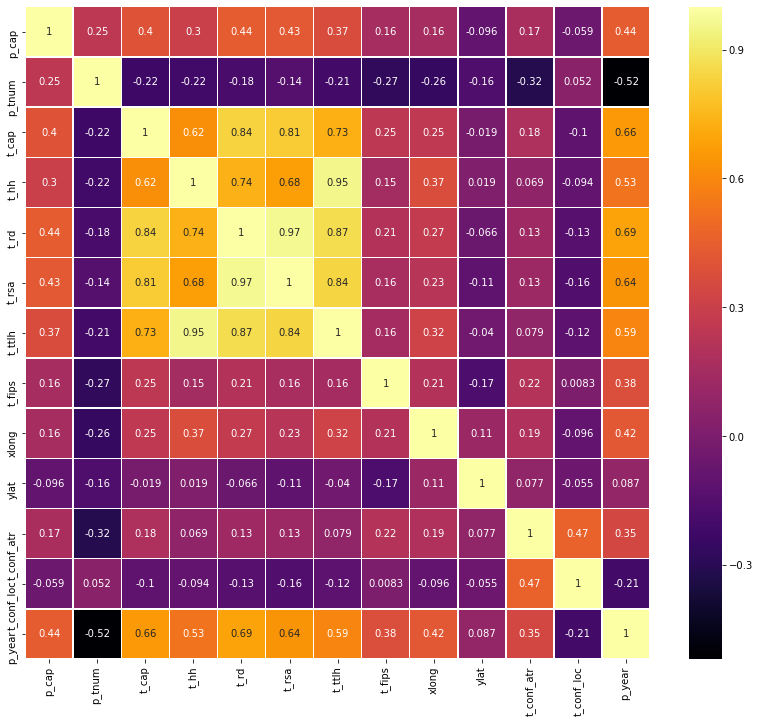 p_cap 1 0.25 0.4 0.3 0.44 0.43 0.37 0.16 0.16 -0.096 0.17 -0.059 0.44
p_tnum 0.25 1 -0.22 -0.22 -0.18 -0.14 -0.21 -0.27 -0.26 -0.16 -0.32 0.052 -0.52
t_cap 0.4 -0.22 1 0.62 0.84 0.81 0.73 0.25 0.25 -0.019 0.18 -0.1 0.66
t_hh 0.3 -0.22 0.62 1 0.74 0.68 0.95 0.15 0.37 0.019 0.069 -0.094 0.53
t_rd 0.44 -0.18 0.84 0.74 1 0.97 0.87 0.21 0.27 -0.066 0.13 -0.13 0.69
t_rsa 0.43 -0.14 0.81 0.68 0.97 1 0.84 0.16 0.23 -0.11 0.13 -0.16 0.64
t_ttlh 0.37 -0.21 0.73 0.95 0.87 0.84 1 0.16 0.32 -0.04 0.079 -0.12 0.59
t_fips 0.16 -0.27 0.25 0.15 0.21 0.16 0.16 1 0.21 -0.17 0.22 0.0083 0.38
xlong 0.16 -0.26 0.25 0.37 0.27 0.23 0.32 0.21 1 0.11 0.19 -0.096 0.42
ylat -0.096 -0.16 -0.019 0.019 -0.066 -0.11 -0.04 -0.17 0.11 1 0.077 -0.055 0.087
t_conf_atr 0.17 -0.32 0.18 0.069 0.13 0.13 0.079 0.22 0.19 0.077 1 0.47 0.35
t_conf_loc -0.059 0.052 -0.1 -0.094 -0.13 -0.16 -0.12 0.0083 -0.096 -0.055 0.47 1 -0.21
p_year 0.44 -0.52 0.66 0.53 0.69 0.64 0.59 0.38 0.42 0.087 0.35 -0.21 1
p_cap p_tnum t_cap t_hh t_rd t_rsa t_ttlh t_fips xlong ylat t_conf_atr t_conf_loc p_year
0.9
0.6
0.3
0.0
−0.3